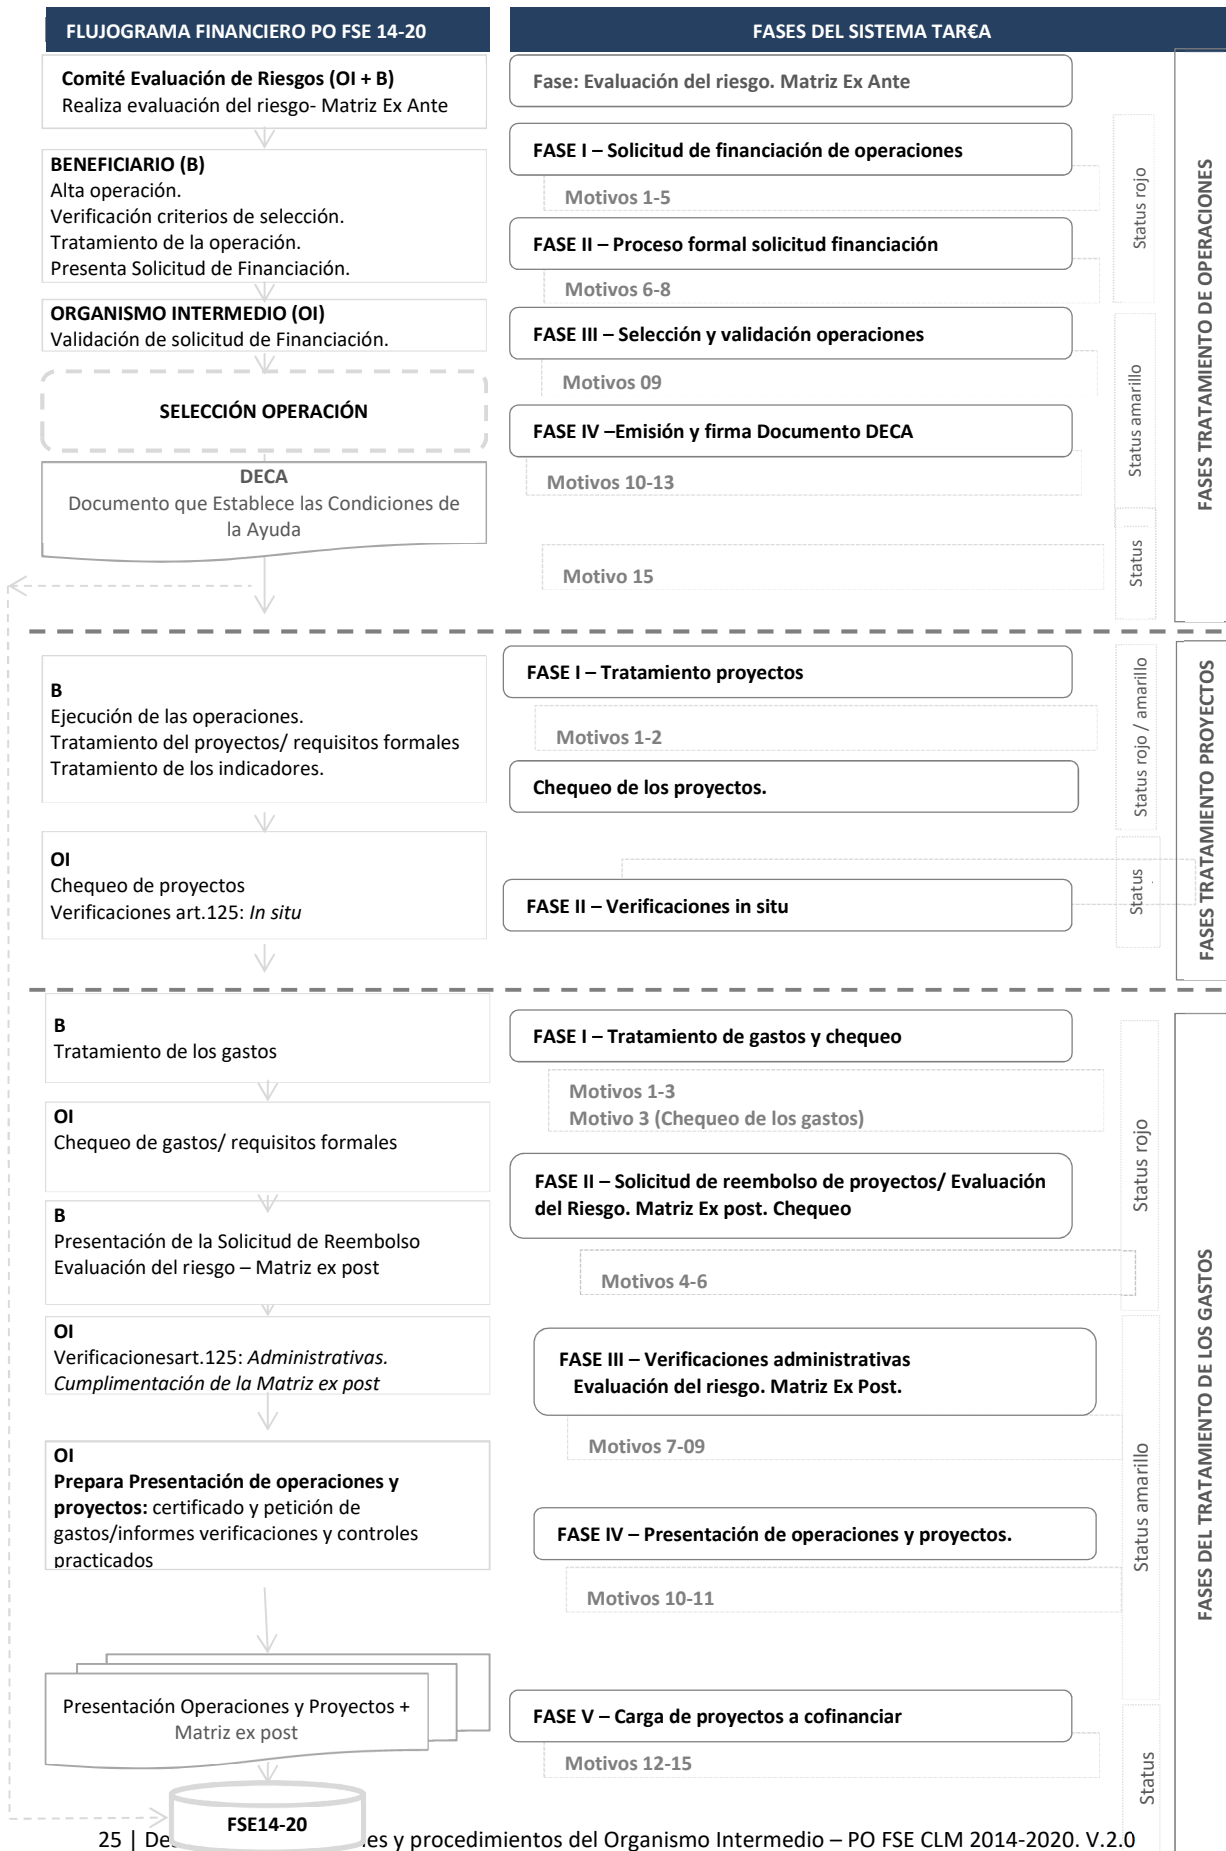 FLUJOGRAMA FINANCIERO PO FSE 14-20
FASES DEL SISTEMA TAR€A
Comité Evaluación de Riesgos (OI + B)
Realiza evaluación del riesgo- Matriz Ex Ante
Fase: Evaluación del riesgo. Matriz Ex Ante
BENEFICIARIO (B)
Alta operación.
Verificación criterios de selección.
Tratamiento de la operación.
Presenta Solicitud de Financiación.
FASE I – Solicitud de financiación de operaciones
Motivos 1-5
FASE II – Proceso formal solicitud financiación
Motivos 6-8
Status rojo
ORGANISMO INTERMEDIO (OI)
Validación de solicitud de Financiación.
FASE III – Selección y validación operaciones
Motivos 09
SELECCIÓN OPERACIÓN
FASE IV –Emisión y firma Documento DECA
Motivos 10-13
Status amarillo
DECA
Documento que Establece las Condiciones de
la Ayuda
Motivo 15
Status
FASES TRATAMIENTO DE OPERACIONES
B
Ejecución de las operaciones.
Tratamiento del proyectos/ requisitos formales
Tratamiento de los indicadores.
FASE I – Tratamiento proyectos
Motivos 1-2
Chequeo de los proyectos.
Status rojo / amarillo
OI
Chequeo de proyectos
Verificaciones art.125: In situ
FASE II – Verificaciones in situ
Status
FASES TRATAMIENTO PROYECTOS
B
Tratamiento de los gastos
FASE I – Tratamiento de gastos y chequeo
Motivos 1-3
Motivo 3 (Chequeo de los gastos)
OI
Chequeo de gastos/ requisitos formales
FASE II – Solicitud de reembolso de proyectos/ Evaluación
del Riesgo. Matriz Ex post. Chequeo
Status rojo
B
Presentación de la Solicitud de Reembolso
Evaluación del riesgo – Matriz ex post
Motivos 4-6
OI
Verificacionesart.125: Administrativas.
Cumplimentación de la Matriz ex post
FASE III – Verificaciones administrativas
Evaluación del riesgo. Matriz Ex Post.
Motivos 7-09
OI
Prepara Presentación de operaciones y
proyectos: certificado y petición de
gastos/informes verificaciones y controles
practicados
FASE IV – Presentación de operaciones y proyectos.
Motivos 10-11
Status amarillo
Presentación Operaciones y Proyectos +
Matriz ex post
FASE V – Carga de proyectos a cofinanciar
Motivos 12-15
Status
FASES DEL TRATAMIENTO DE LOS GASTOS
FSE14-20
25 | De es y procedimientos del Organismo Intermedio – PO FSE CLM 2014-2020. V.2.0